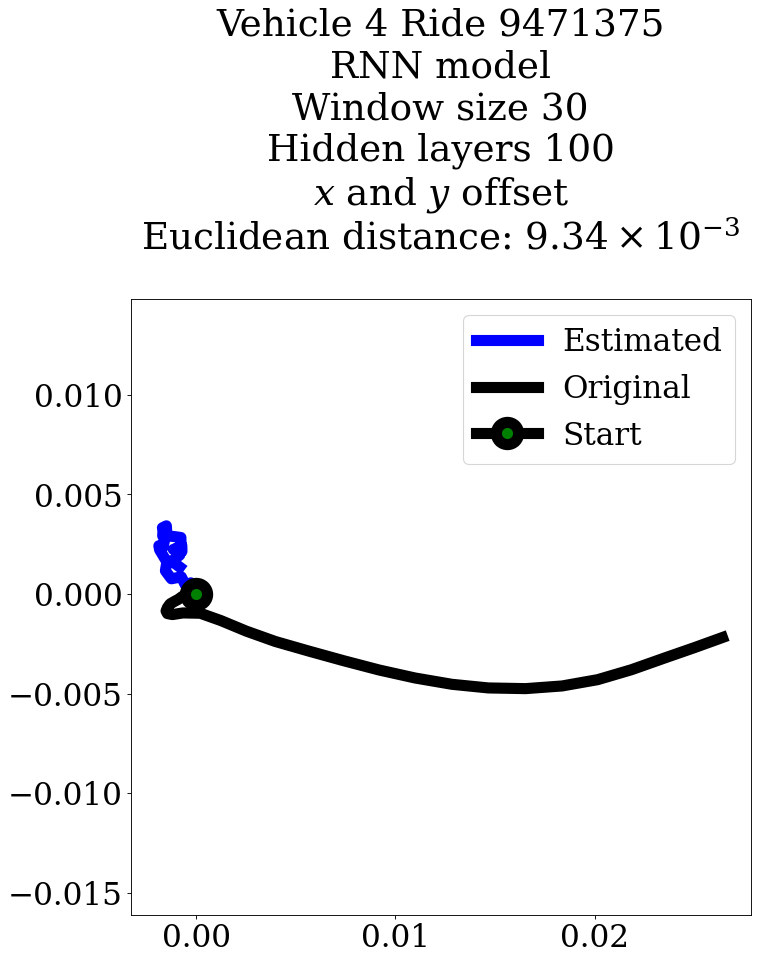 Vehicle 4 Ride 9471375
RNN model
Window size 30
Hidden layers 100
x and y offset
Euclidean distance: 9.34 × 10⁻³
Estimated
Original
Start
0.010
0.005
0.000
−0.005
−0.010
−0.015
0.00 0.01 0.02